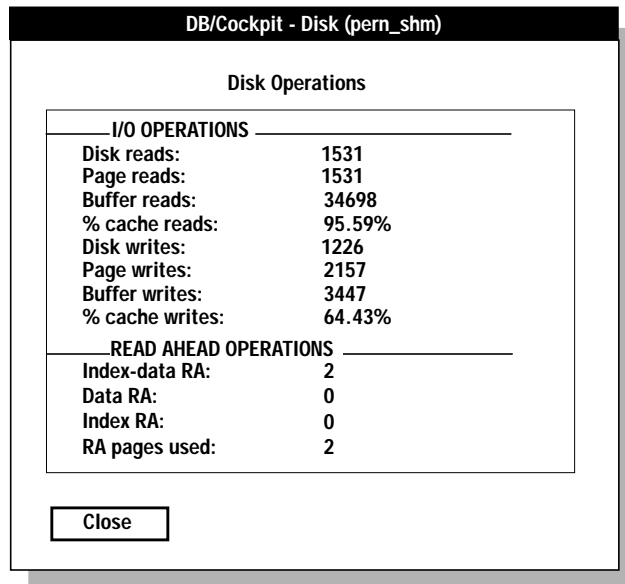 DB/Cockpit - Disk (pern_shm)
Disk Operations
I/O OPERATIONS
Disk reads: 1531
Page reads: 1531
Buffer reads: 34698
% cache reads: 95.59%
Disk writes: 1226
Page writes: 2157
Buffer writes: 3447
% cache writes: 64.43%
READ AHEAD OPERATIONS
Index-data RA: 2
Data RA: 0
Index RA: 0
RA pages used: 2
Close